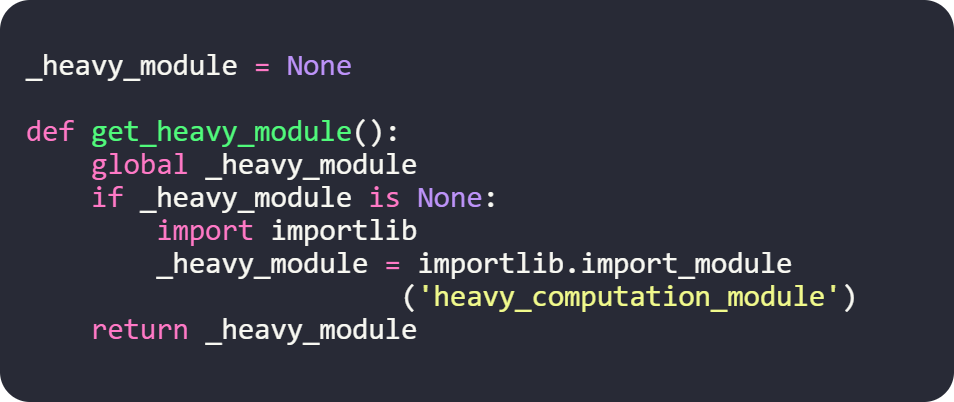 _heavy_module = None
def get_heavy_module():
    global _heavy_module
    if _heavy_module is None:
        import importlib
        _heavy_module = importlib.import_module
                       ('heavy_computation_module')
    return _heavy_module